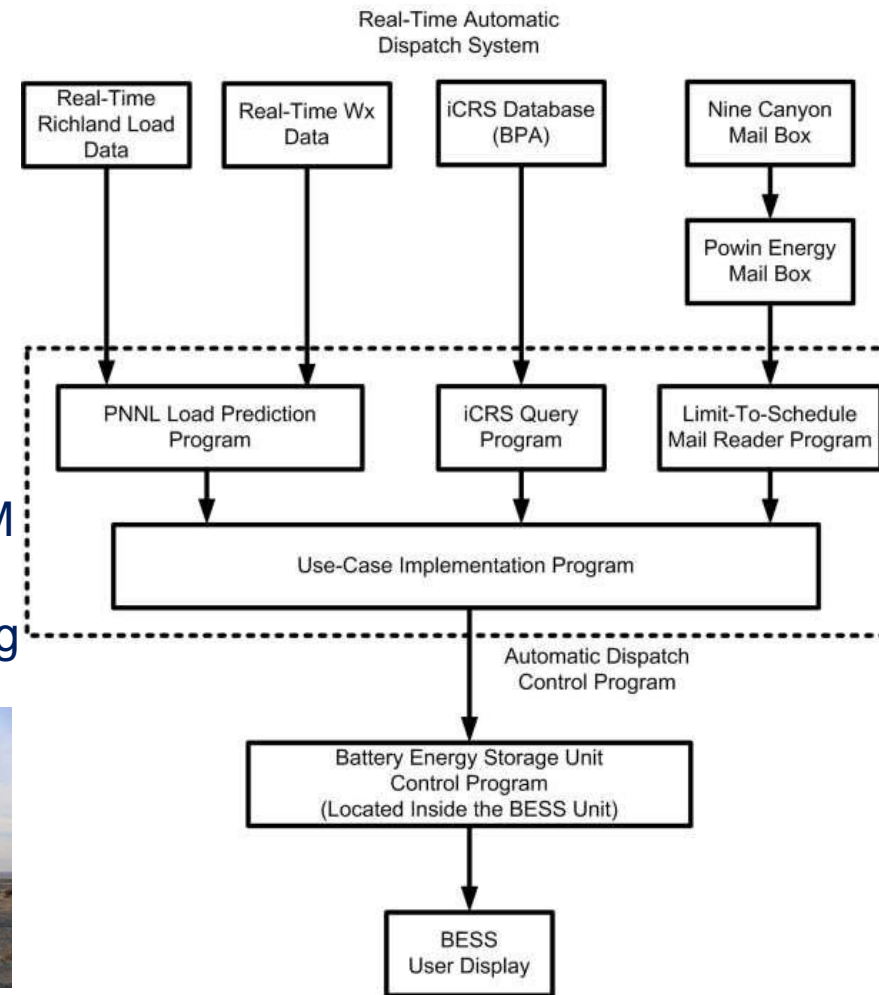 Real-Time Automatic
Dispatch System
Real-Time
Richland Load
Data
Real-Time Wx
Data
iCRS Database
(BPA)
Nine Canyon
Mail Box
Powin Energy
Mail Box
PNNL Load Prediction
Program
iCRS Query
Program
Limit-To-Schedule
Mail Reader Program
M
Use-Case Implementation Program
g
Automatic Dispatch
Control Program
Battery Energy Storage Unit
Control Program
(Located Inside the BESS Unit)
BESS
User Display